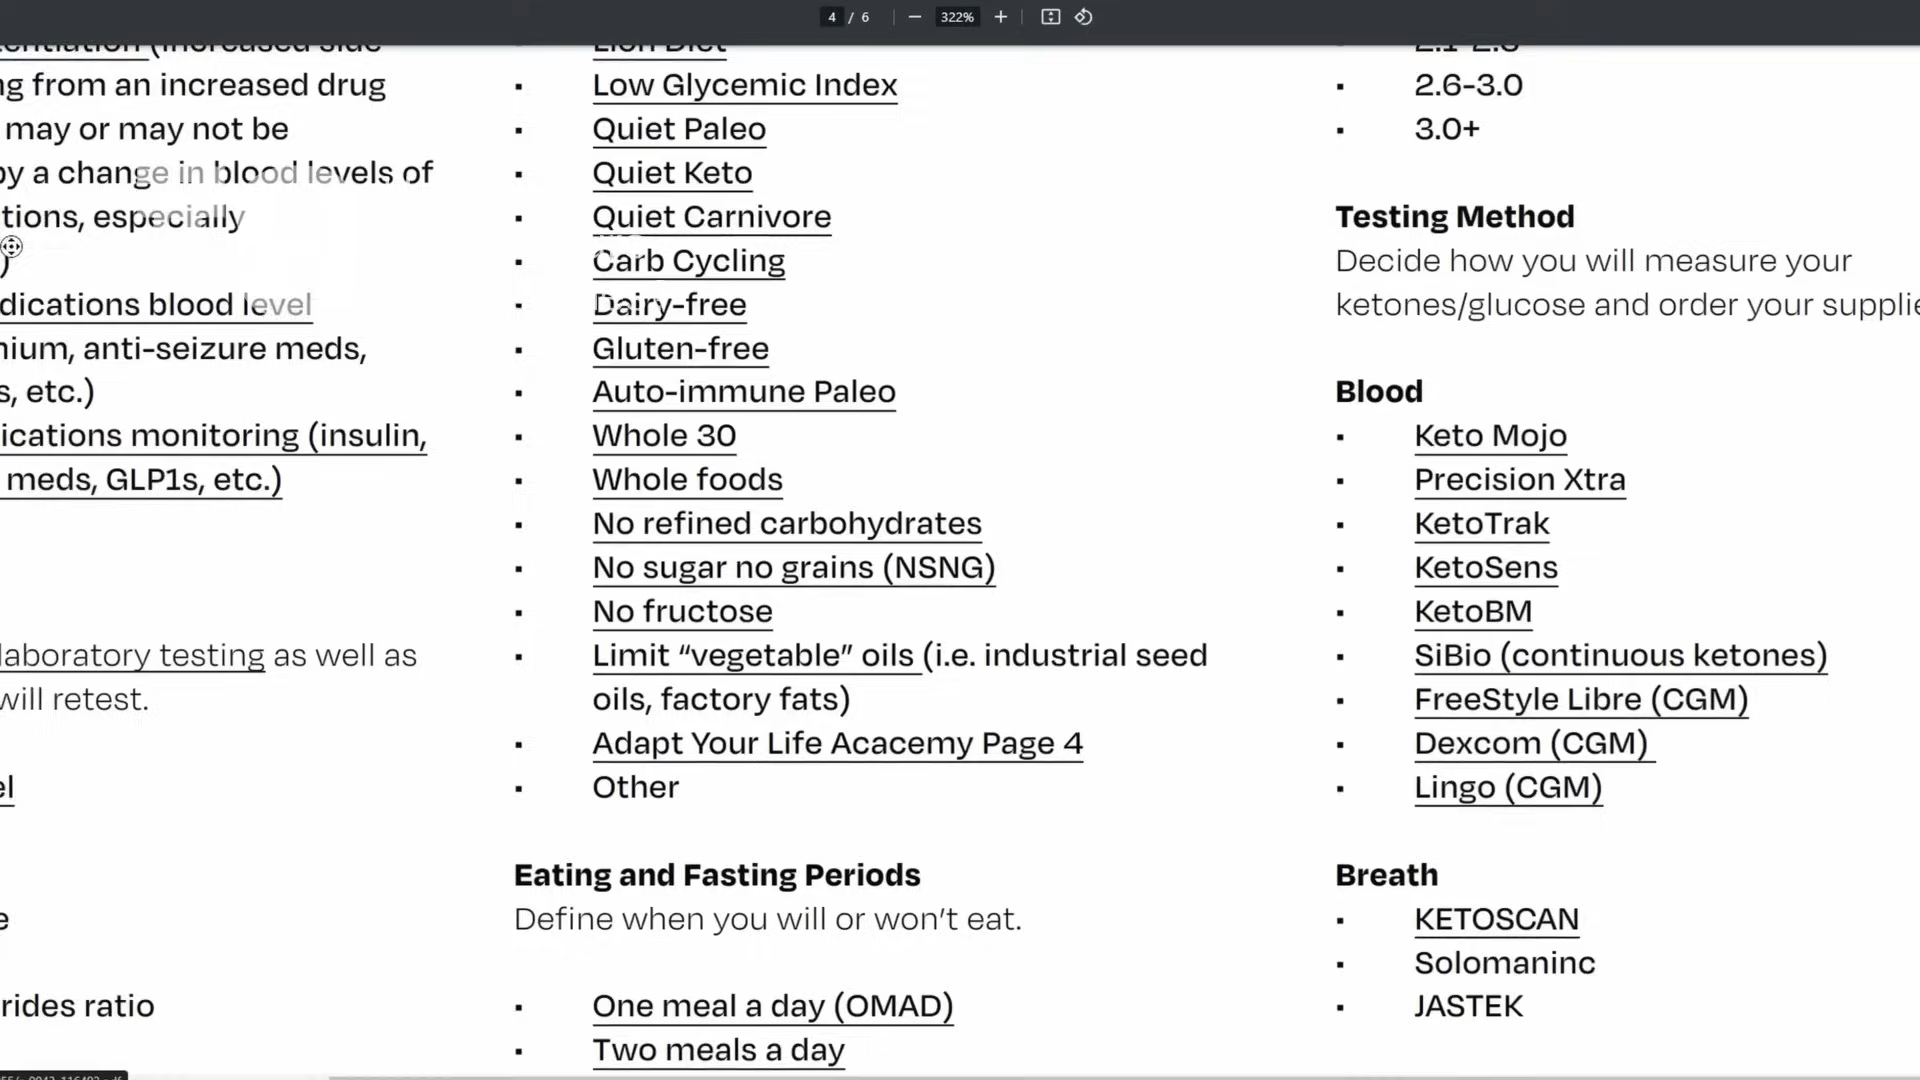 4 / 6 − 322% +
(increased side
ng from an increased drug
may or may not be
by a change in blood levels of
tions, especially
)
dications blood level
nium, anti-seizure meds,
s, etc.)
ications monitoring (insulin,
meds, GLP1s, etc.)
laboratory testing as well as
will retest.
el
e
rides ratio
Lion Diet
▪ Low Glycemic Index
▪ Quiet Paleo
▪ Quiet Keto
▪ Quiet Carnivore
▪ Carb Cycling
▪ Dairy-free
▪ Gluten-free
▪ Auto-immune Paleo
▪ Whole 30
▪ Whole foods
▪ No refined carbohydrates
▪ No sugar no grains (NSNG)
▪ No fructose
▪ Limit “vegetable” oils (i.e. industrial seed
oils, factory fats)
▪ Adapt Your Life Acacemy Page 4
▪ Other
Eating and Fasting Periods
Define when you will or won’t eat.
▪ One meal a day (OMAD)
▪ Two meals a day
▪ 2.6-3.0
▪ 3.0+
Testing Method
Decide how you will measure your
ketones/glucose and order your supplie
Blood
▪ Keto Mojo
▪ Precision Xtra
▪ KetoTrak
▪ KetoSens
▪ KetoBM
▪ SiBio (continuous ketones)
▪ FreeStyle Libre (CGM)
▪ Dexcom (CGM)
▪ Lingo (CGM)
Breath
▪ KETOSCAN
▪ Solomaninc
▪ JASTEK